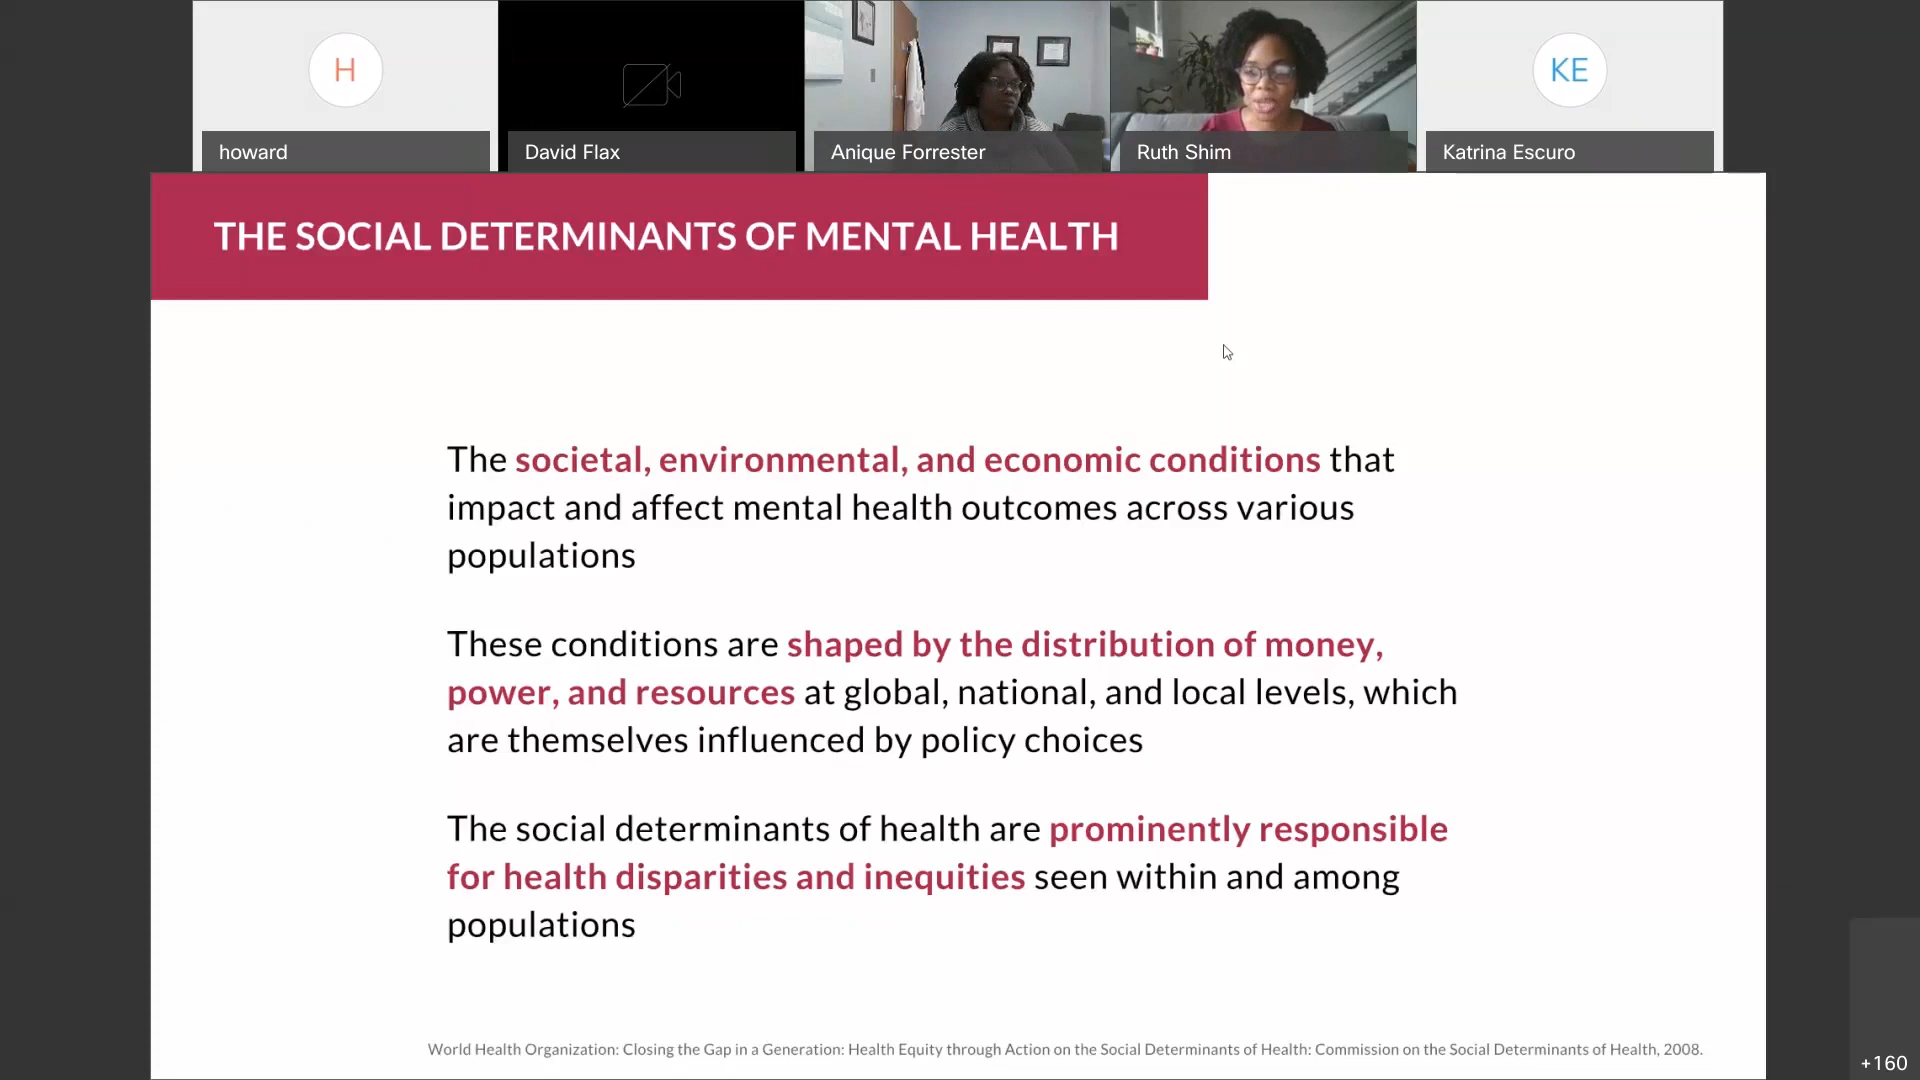 H
KE
howard
David Flax
Anique Forrester
Ruth Shim
Katrina Escuro
THE SOCIAL DETERMINANTS OF MENTAL HEALTH
The societal, environmental, and economic conditions that
impact and affect mental health outcomes across various
populations
These conditions are shaped by the distribution of money,
power, and resources at global, national, and local levels, which
are themselves influenced by policy choices
The social determinants of health are prominently responsible
for health disparities and inequities seen within and among
populations
World Health Organization: Closing the Gap in a Generation: Health Equity through Action on the Social Determinants of Health: Commission on the Social Determinants of Health, 2008.
+160